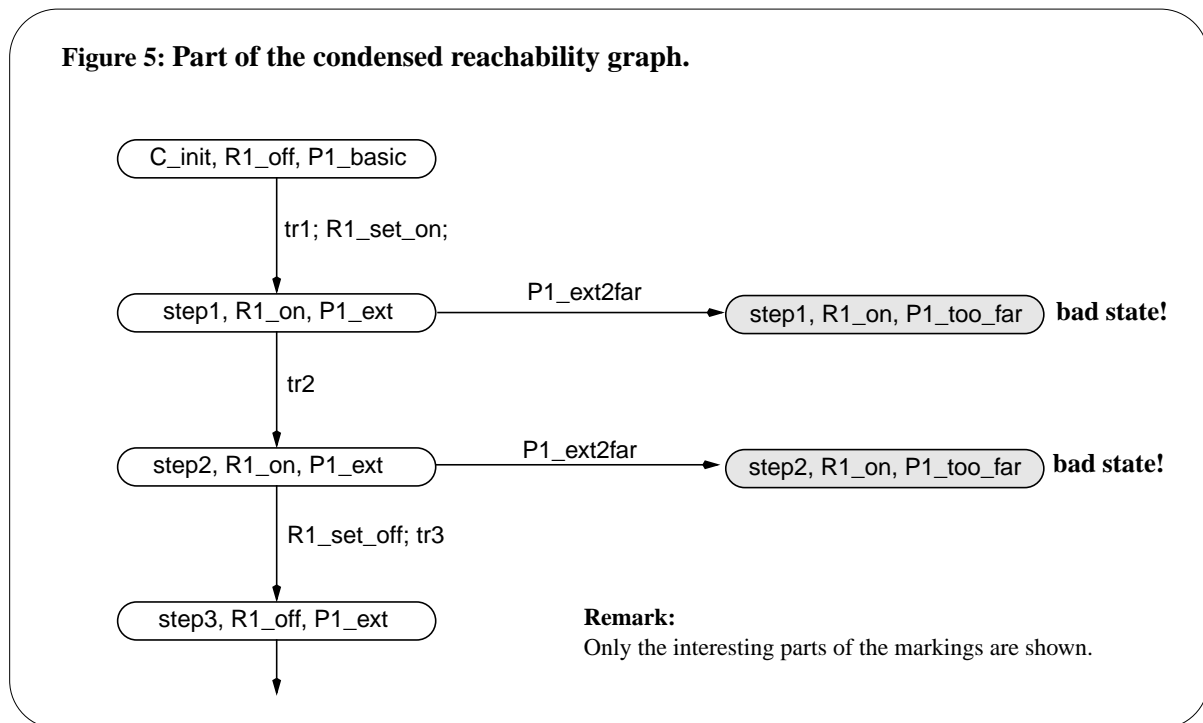 Figure 5: Part of the condensed reachability graph.
C_init, R1_off, P1_basic
tr1; R1_set_on;
P1_ext2far
step1, R1_on, P1_ext
step1, R1_on, P1_too_far
bad state!
tr2
P1_ext2far
step2, R1_on, P1_ext
step2, R1_on, P1_too_far
bad state!
R1_set_off; tr3
step3, R1_off, P1_ext
Remark:
Only the interesting parts of the markings are shown.